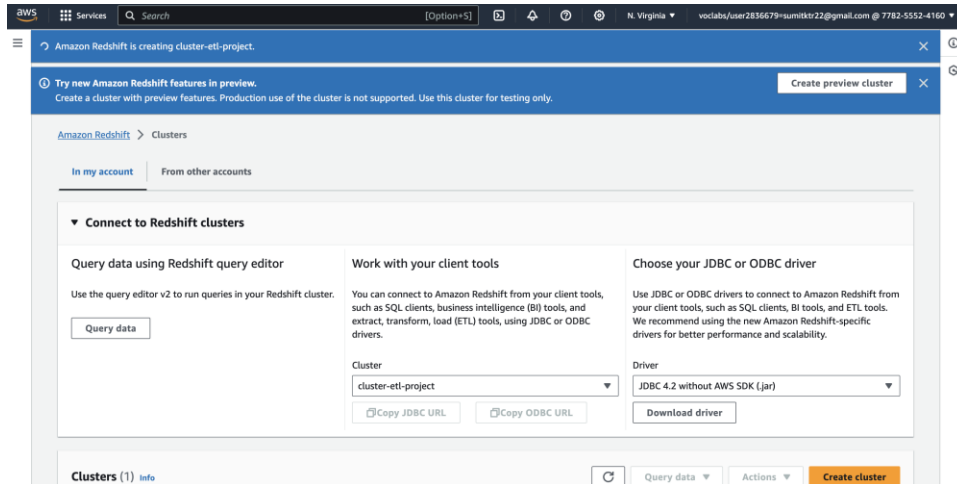 aws
Services
Search
[Option+S]
N. Virginia ▼
voclabs/user2836679=sumitktr22@gmail.com @ 7782-5552-4160 ▼
Amazon Redshift is creating cluster-etl-project.
Try new Amazon Redshift features in preview.
Create a cluster with preview features. Production use of the cluster is not supported. Use this cluster for testing only.
Create preview cluster
Amazon Redshift > Clusters
In my account
From other accounts
▼ Connect to Redshift clusters
Query data using Redshift query editor
Use the query editor v2 to run queries in your Redshift cluster.
Query data
Work with your client tools
You can connect to Amazon Redshift from your client tools,
such as SQL clients, business intelligence (BI) tools, and
extract, transform, load (ETL) tools, using JDBC or ODBC
drivers.
Cluster
cluster-etl-project
Copy JDBC URL
Copy ODBC URL
Choose your JDBC or ODBC driver
Use JDBC or ODBC drivers to connect to Amazon Redshift from
your client tools, such as SQL clients, BI tools, and ETL tools.
We recommend using the new Amazon Redshift-specific
drivers for better performance and scalability.
Driver
JDBC 4.2 without AWS SDK (.jar)
Download driver
Clusters (1) Info
Query data ▼
Actions ▼
Create cluster